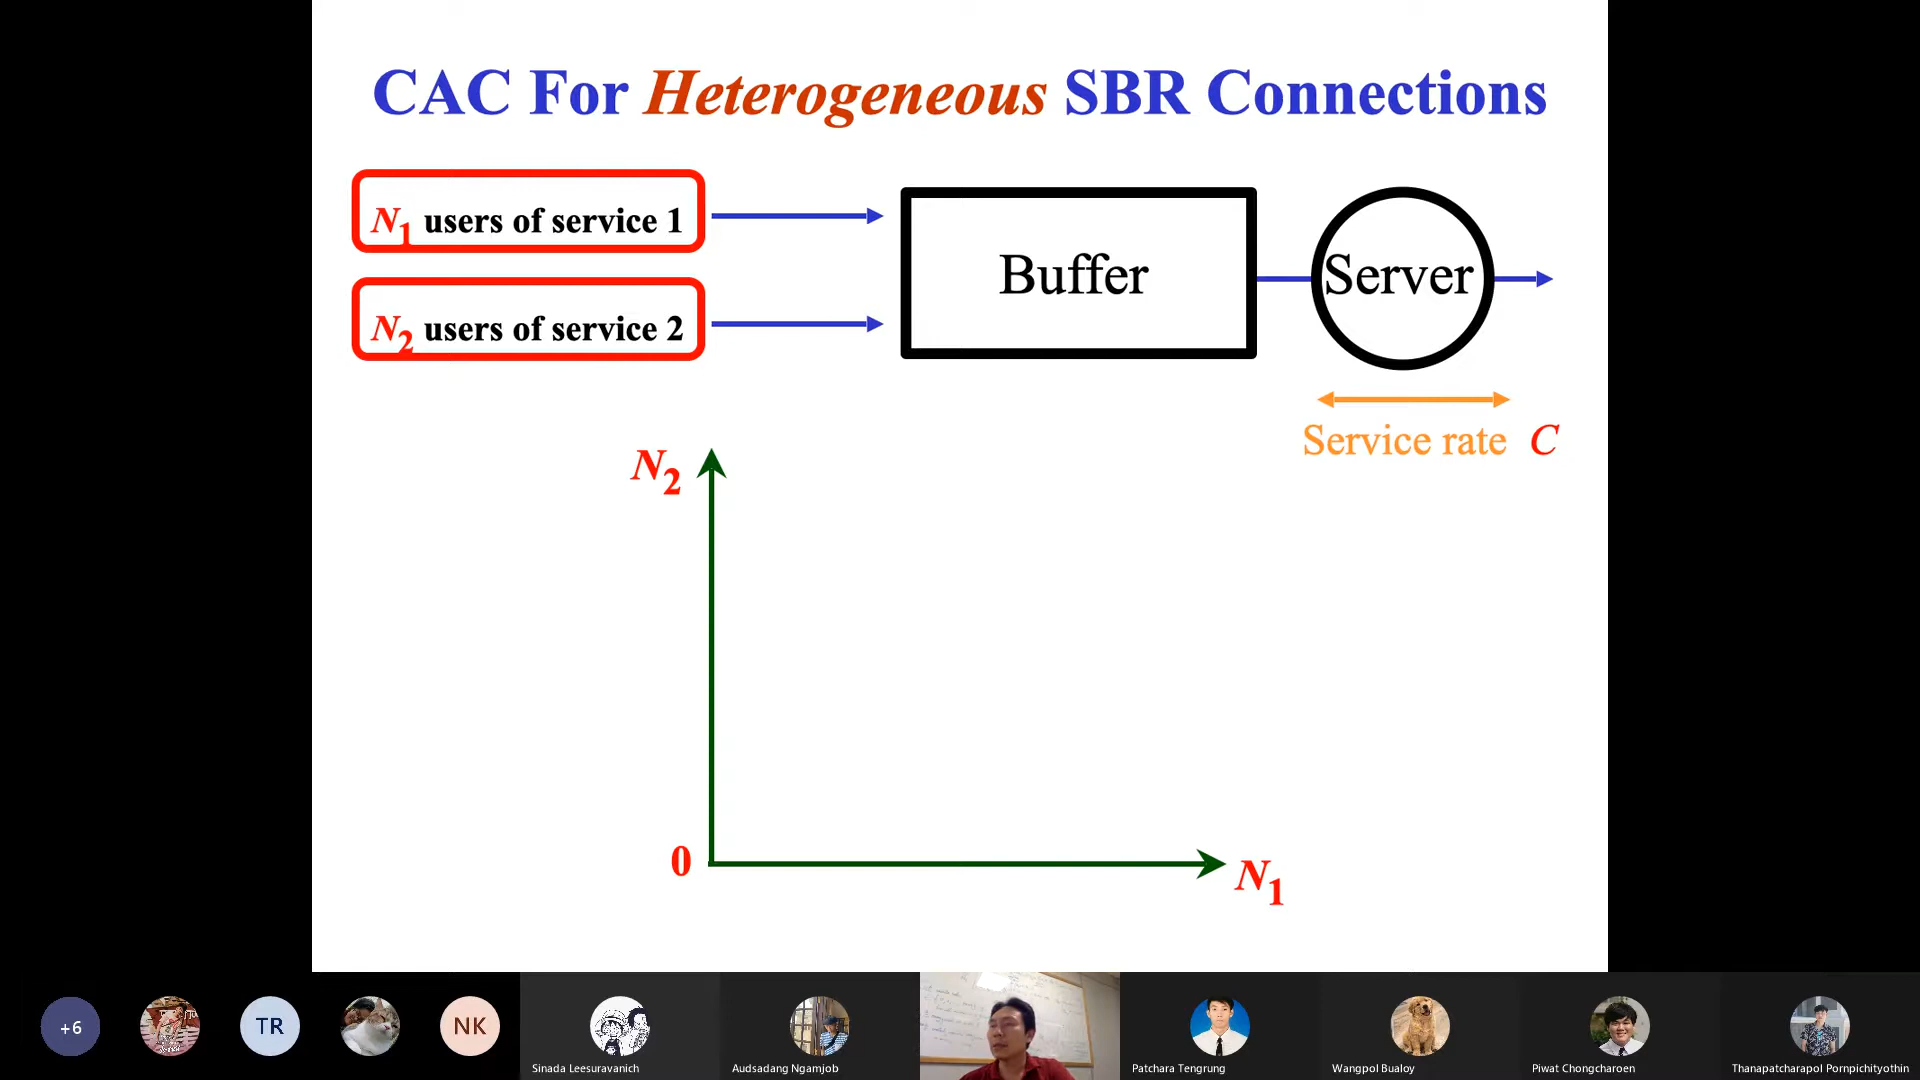 CAC For Heterogeneous SBR Connections
N1 users of service 1
N2 users of service 2
Buffer
Server
Service rate C
N2
0
N1
+6
TR
NK
Sinada Leesuravanich
Audsadang Ngamjob
Patchara Tengrung
Wangpol Bualoy
Piwat Chongcharoen
Thanapatcharapol Pornpichityothin